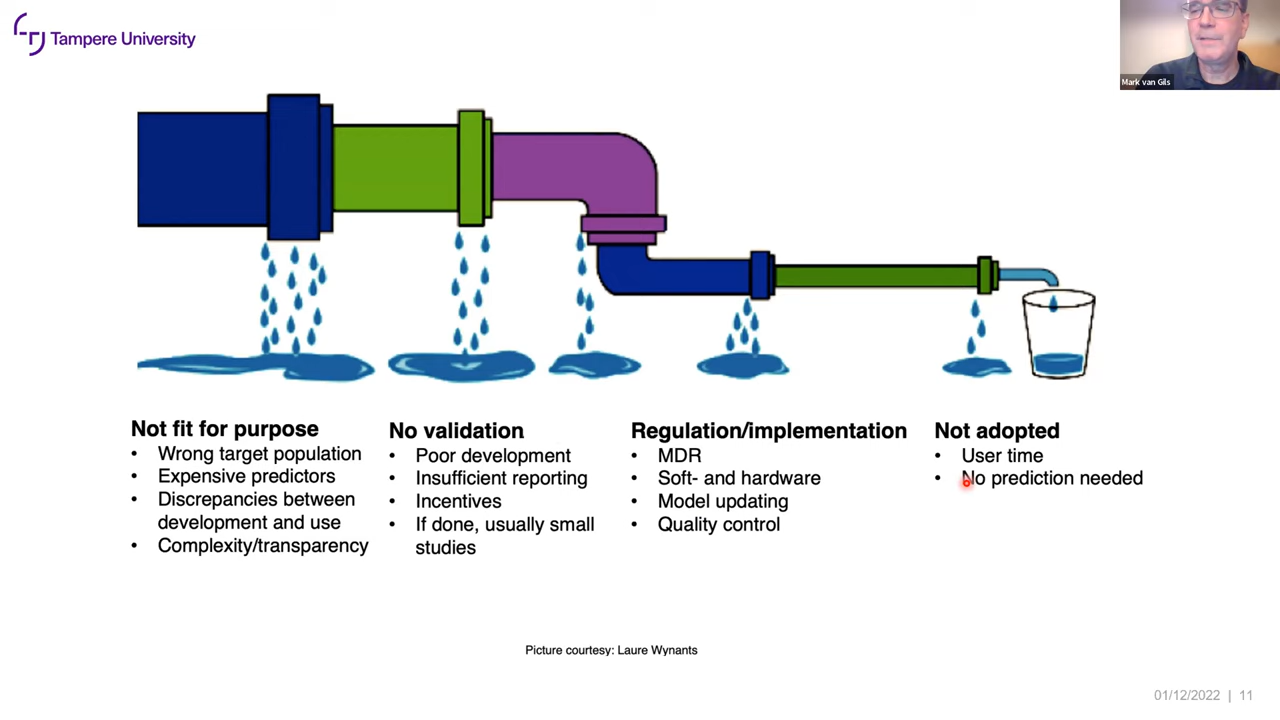 Tampere University
Mark van Gils
Not fit for purpose
• Wrong target population
• Expensive predictors
• Discrepancies between
development and use
• Complexity/transparency
No validation
• Poor development
• Insufficient reporting
• Incentives
• If done, usually small
studies
Regulation/implementation
• MDR
• Soft- and hardware
• Model updating
• Quality control
Not adopted
• User time
• No prediction needed
Picture courtesy: Laure Wynants
01/12/2022 | 11